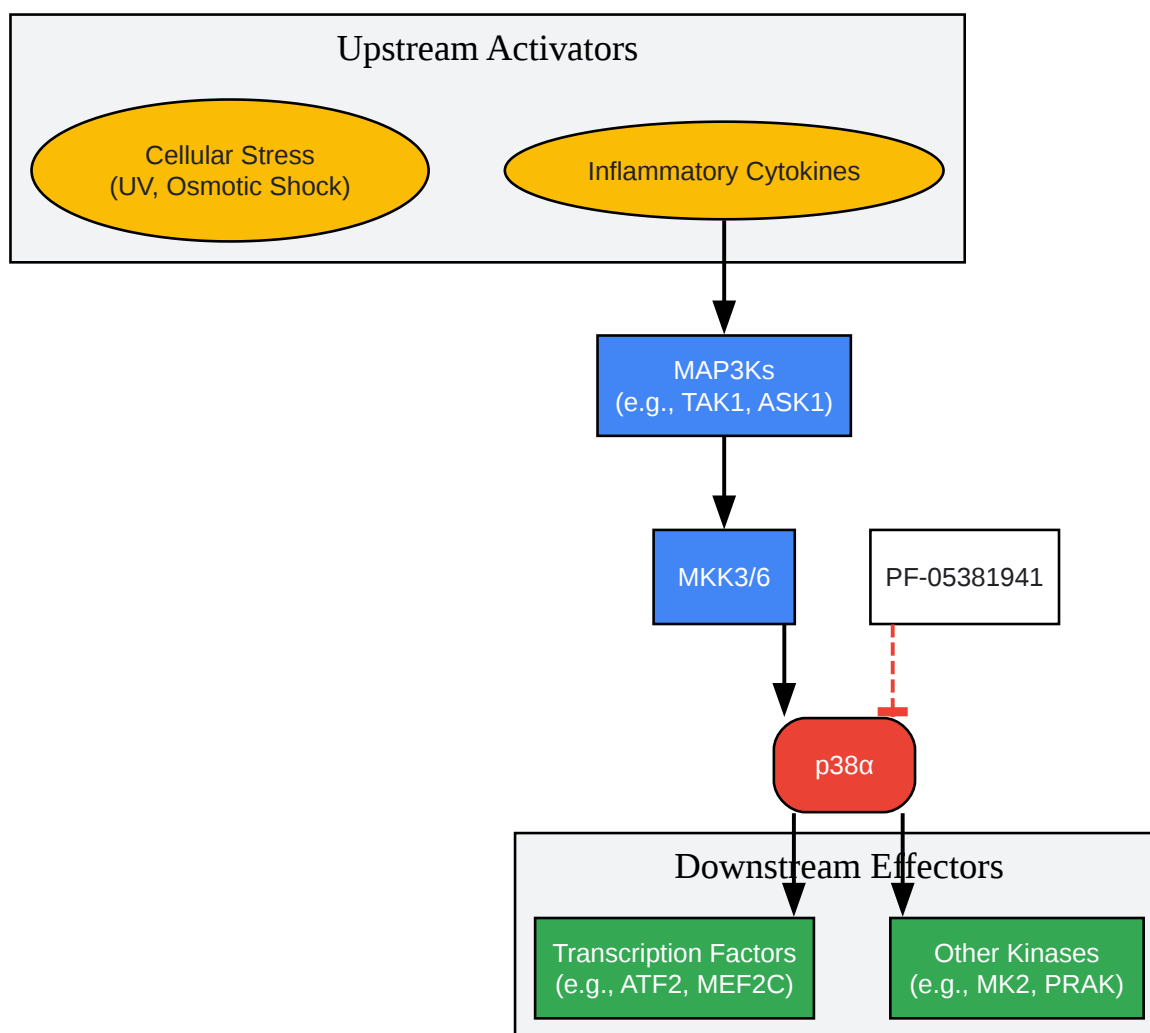 Upstream Activators
Cellular Stress
(UV, Osmotic Shock)
Inflammatory Cytokines
MAP3Ks
(e.g., TAK1, ASK1)
MKK3/6
PF-05381941
p38α
Downstream Effectors
Transcription Factors
(e.g., ATF2, MEF2C)
Other Kinases
(e.g., MK2, PRAK)